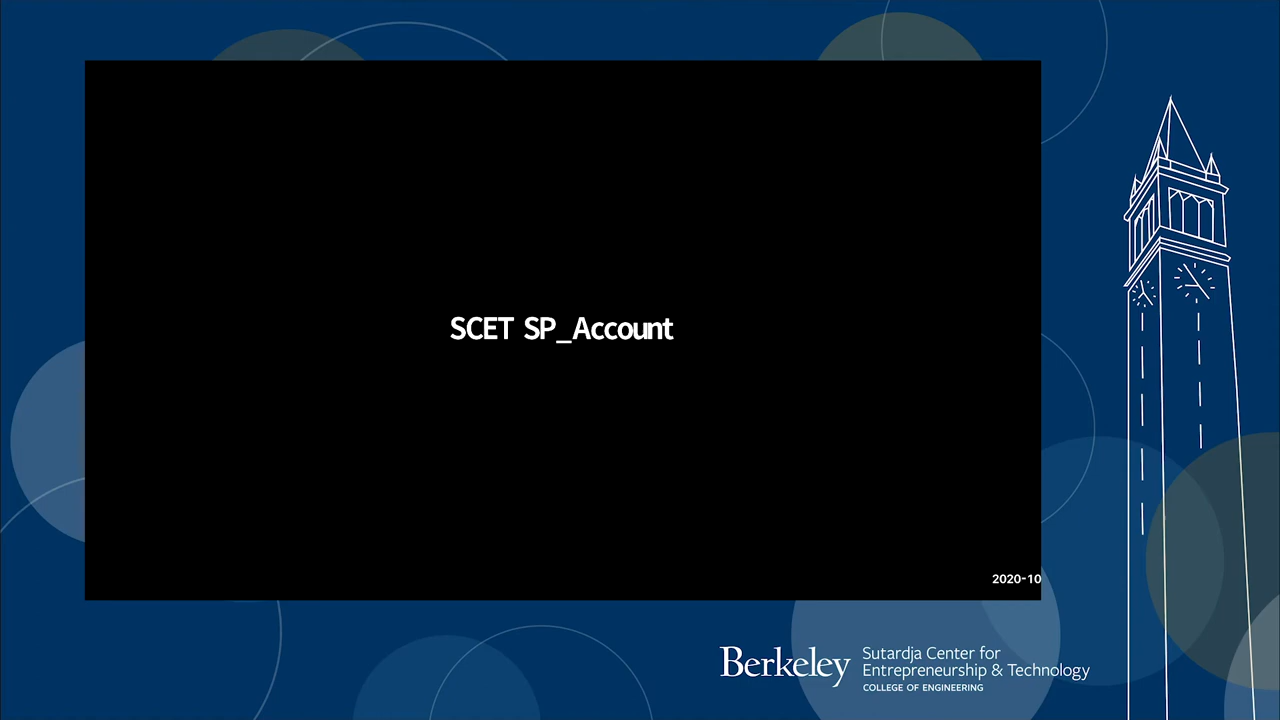 SCET SP_Account
2020-10
Berkeley
Sutardja Center for
Entrepreneurship & Technology
COLLEGE OF ENGINEERING